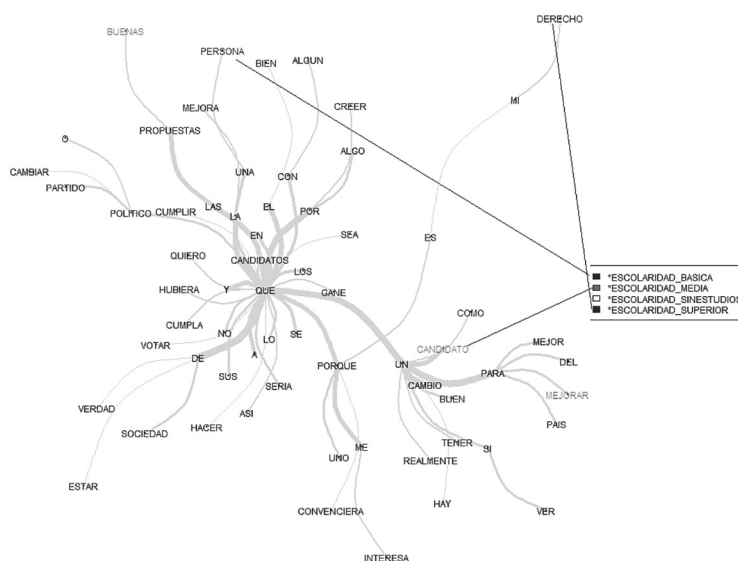 DERECHO
BUENAS
PERSONA
BIEN
ALGUN
MI
MEJORA
CREER
PROPUESTAS
O
ALGO
CAMBIAR
UNA
CON
PARTIDO
POLITICO
CUMPLIR
LAS
LA
EL
POR
EN
SEA
ES
QUIERO
CANDIDATOS
LOS
*ESCOLARIDAD_BASICA
*ESCOLARIDAD_MEDIA
*ESCOLARIDAD_SINESTUDIOS
*ESCOLARIDAD_SUPERIOR
HUBIERA
Y
QUE
GANE
COMO
CUMPLA
NO
LO
SE
VOTAR
DE
A
PORQUE
UN
CANDIDATO
MEJOR
DEL
SUS
SERIA
CAMBIO
PARA
BUEN
MEJORAR
VERDAD
ASI
PAIS
SOCIEDAD
HACER
ME
TEMER
SI
UNO
REALMENTE
ESTAR
HAY
CONVENCIERA
VER
INTERESA